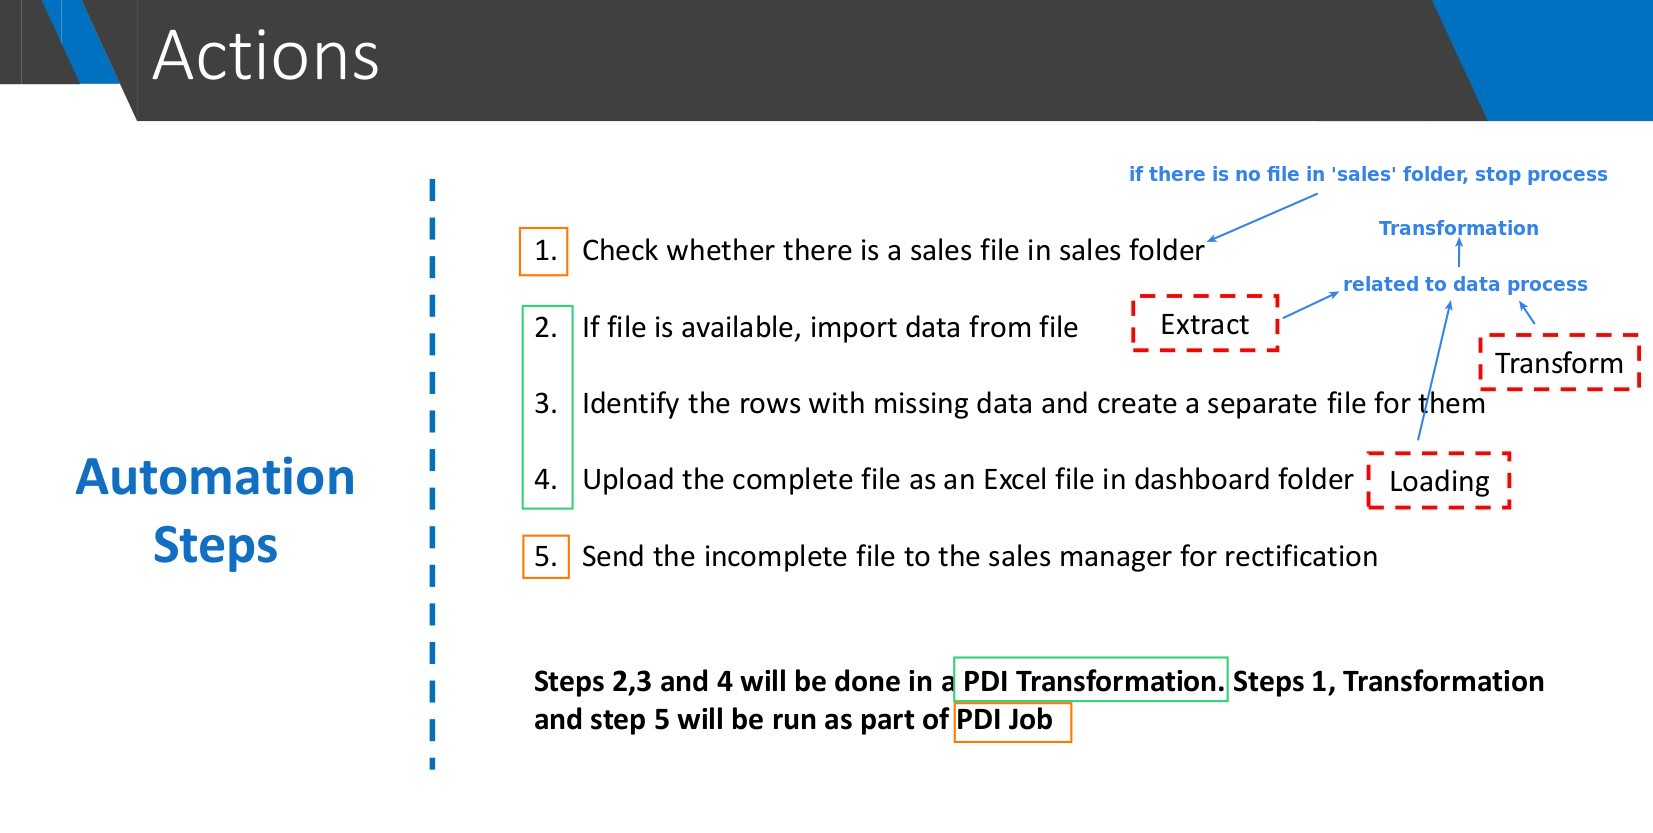 Actions
if there is no file in 'sales' folder, stop process
1. Check whether there is a sales file in sales folder
Transformation
related to data process
2. If file is available, import data from file
Extract
Transform
3. Identify the rows with missing data and create a separate file for them
4. Upload the complete file as an Excel file in dashboard folder
Loading
Automation
Steps
5. Send the incomplete file to the sales manager for rectification
Steps 2,3 and 4 will be done in a PDI Transformation. Steps 1, Transformation
and step 5 will be run as part of PDI Job